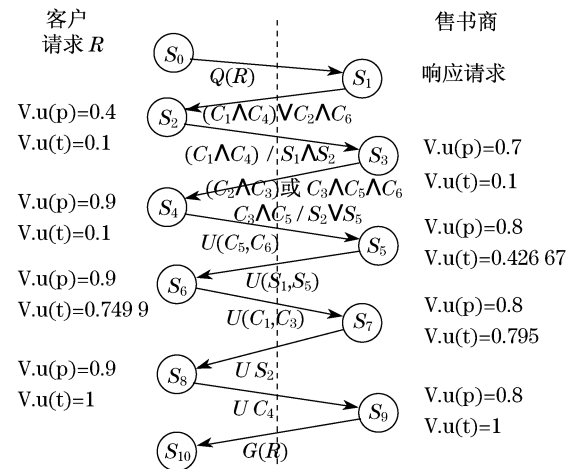 客户
请求 R
售书商
响应请求
S₀
S₁
Q(R)
V.u(p)=0.4
V.u(t)=0.1
S₂
(C₁∧C₄)∨C₂∧C₆
(C₁∧C₄) / S₁∧S₂
S₃
V.u(p)=0.7
V.u(t)=0.1
(C₂∧C₃)或 C₃∧C₅∧C₆
C₃∧C₅ / S₂∨S₅
V.u(p)=0.9
V.u(t)=0.1
S₄
U(C₅,C₆)
S₅
V.u(p)=0.8
V.u(t)=0.426 67
V.u(p)=0.9
V.u(t)=0.749 9
S₆
U(S₁,S₅)
U(C₁,C₃)
S₇
V.u(p)=0.8
V.u(t)=0.795
V.u(p)=0.9
V.u(t)=1
S₈
U S₂
U C₄
S₉
V.u(p)=0.8
V.u(t)=1
S₁₀
G(R)